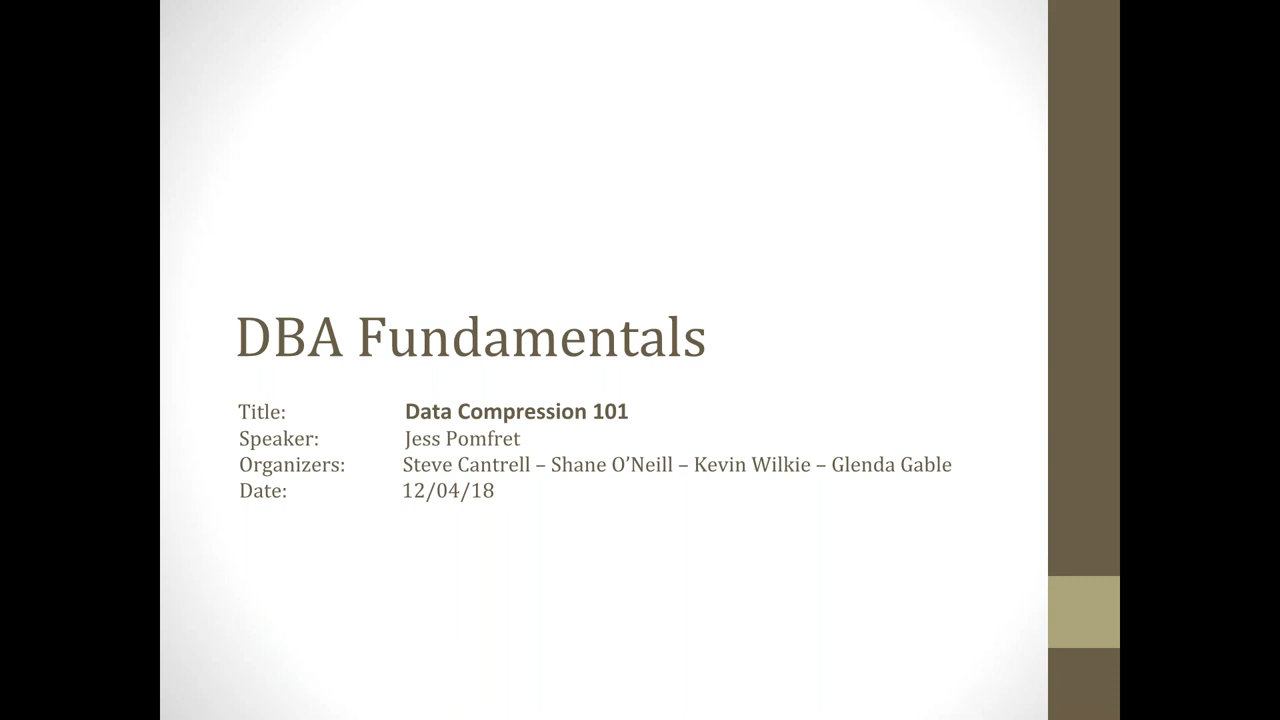 DBA Fundamentals
Title: Data Compression 101
Speaker: Jess Pomfret
Organizers: Steve Cantrell – Shane O’Neill – Kevin Wilkie – Glenda Gable
Date: 12/04/18